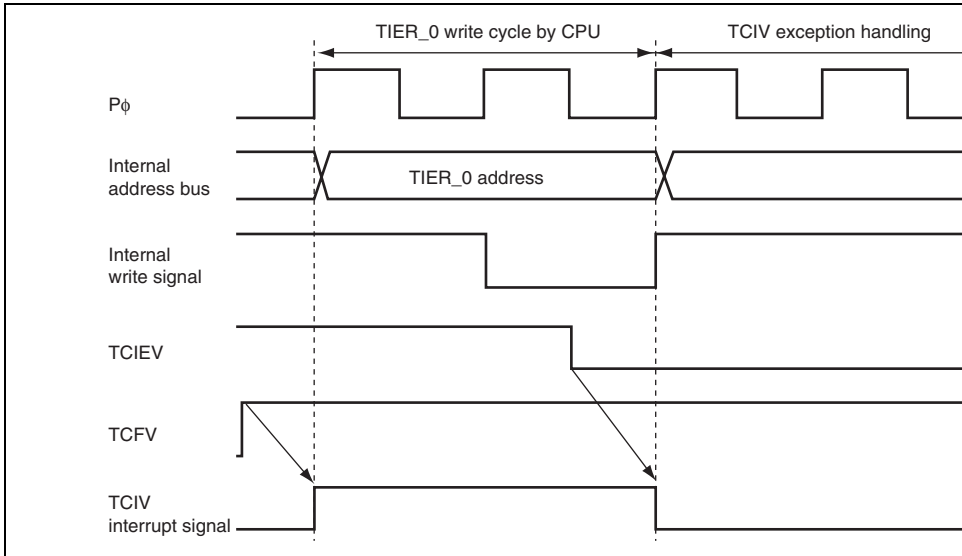 TIER_0 write cycle by CPU
TCIV exception handling
Pϕ
Internal
address bus
TIER_0 address
Internal
write signal
TCIEV
TCFV
TCIV
interrupt signal